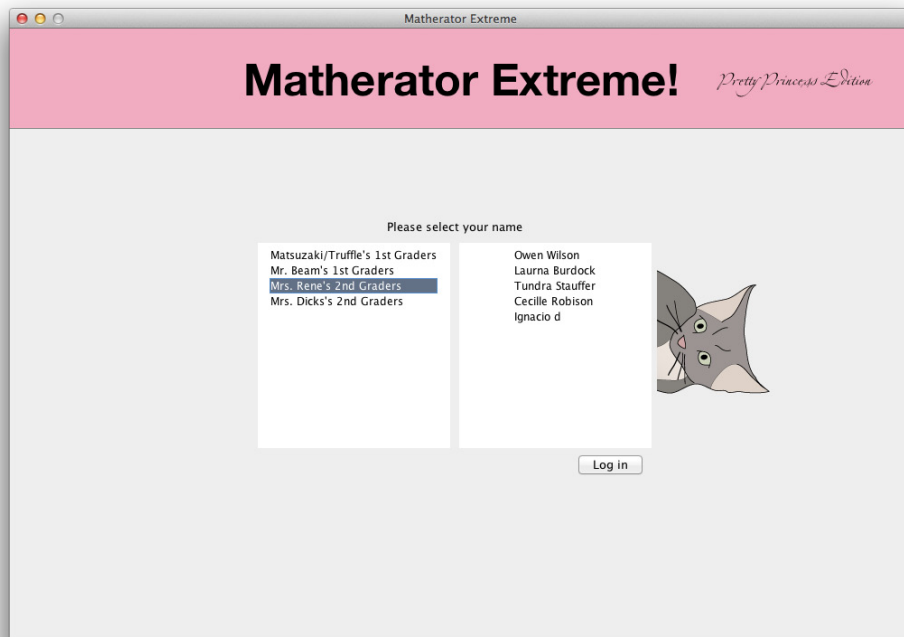 Matherator Extreme
Matherator Extreme!
Pretty Princess Edition
Please select your name
Matsuzaki/Truffle's 1st Graders
Mr. Beam's 1st Graders
Mrs. Rene's 2nd Graders
Mrs. Dicks's 2nd Graders
Owen Wilson
Laurna Burdock
Tundra Stauffer
Cecille Robison
Ignacio d
Log in